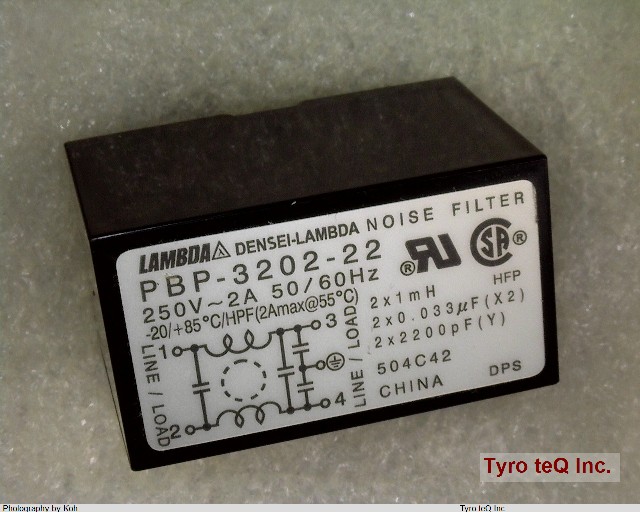 LAMBDA DENSEI-LAMBDA NOISE FILTER
PBP-3202-22
250V~2A 50/60Hz
-20/+85°C/HPF(2Amax@55°C)
® RU CSA ®
HFP
2x1mH
2x0.033μF(X2)
2x2200pF(Y)
504C42
CHINA
DPS
LINE / LOAD
1
2
3
4
LINE / LOAD
Tyro teQ Inc.
Photography by Koh
Tyro teQ Inc